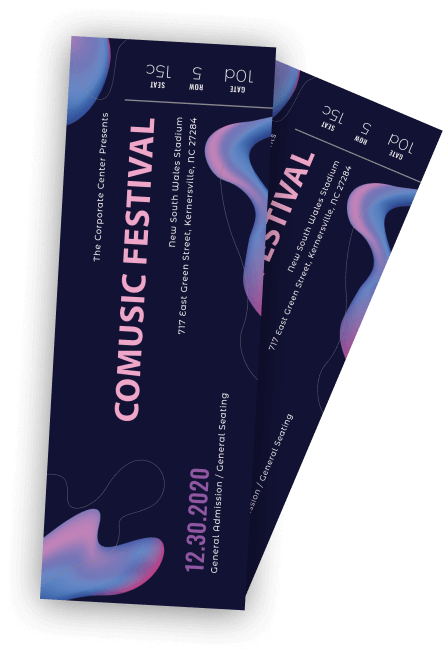 The Corporate Center Presents
COMUSIC FESTIVAL
New South Wales Stadium
717 East Green Street, Kernersville, NC 27284
12.30.2020
General Admission / General Seating
GATE
10d
ROW
5
SEAT
15c
ESTIVAL
New South Wales Stadium
717 East Green Street, Kernersville, NC 27284
ssion / General Seating
GATE
10d
ROW
5
SEAT
15c